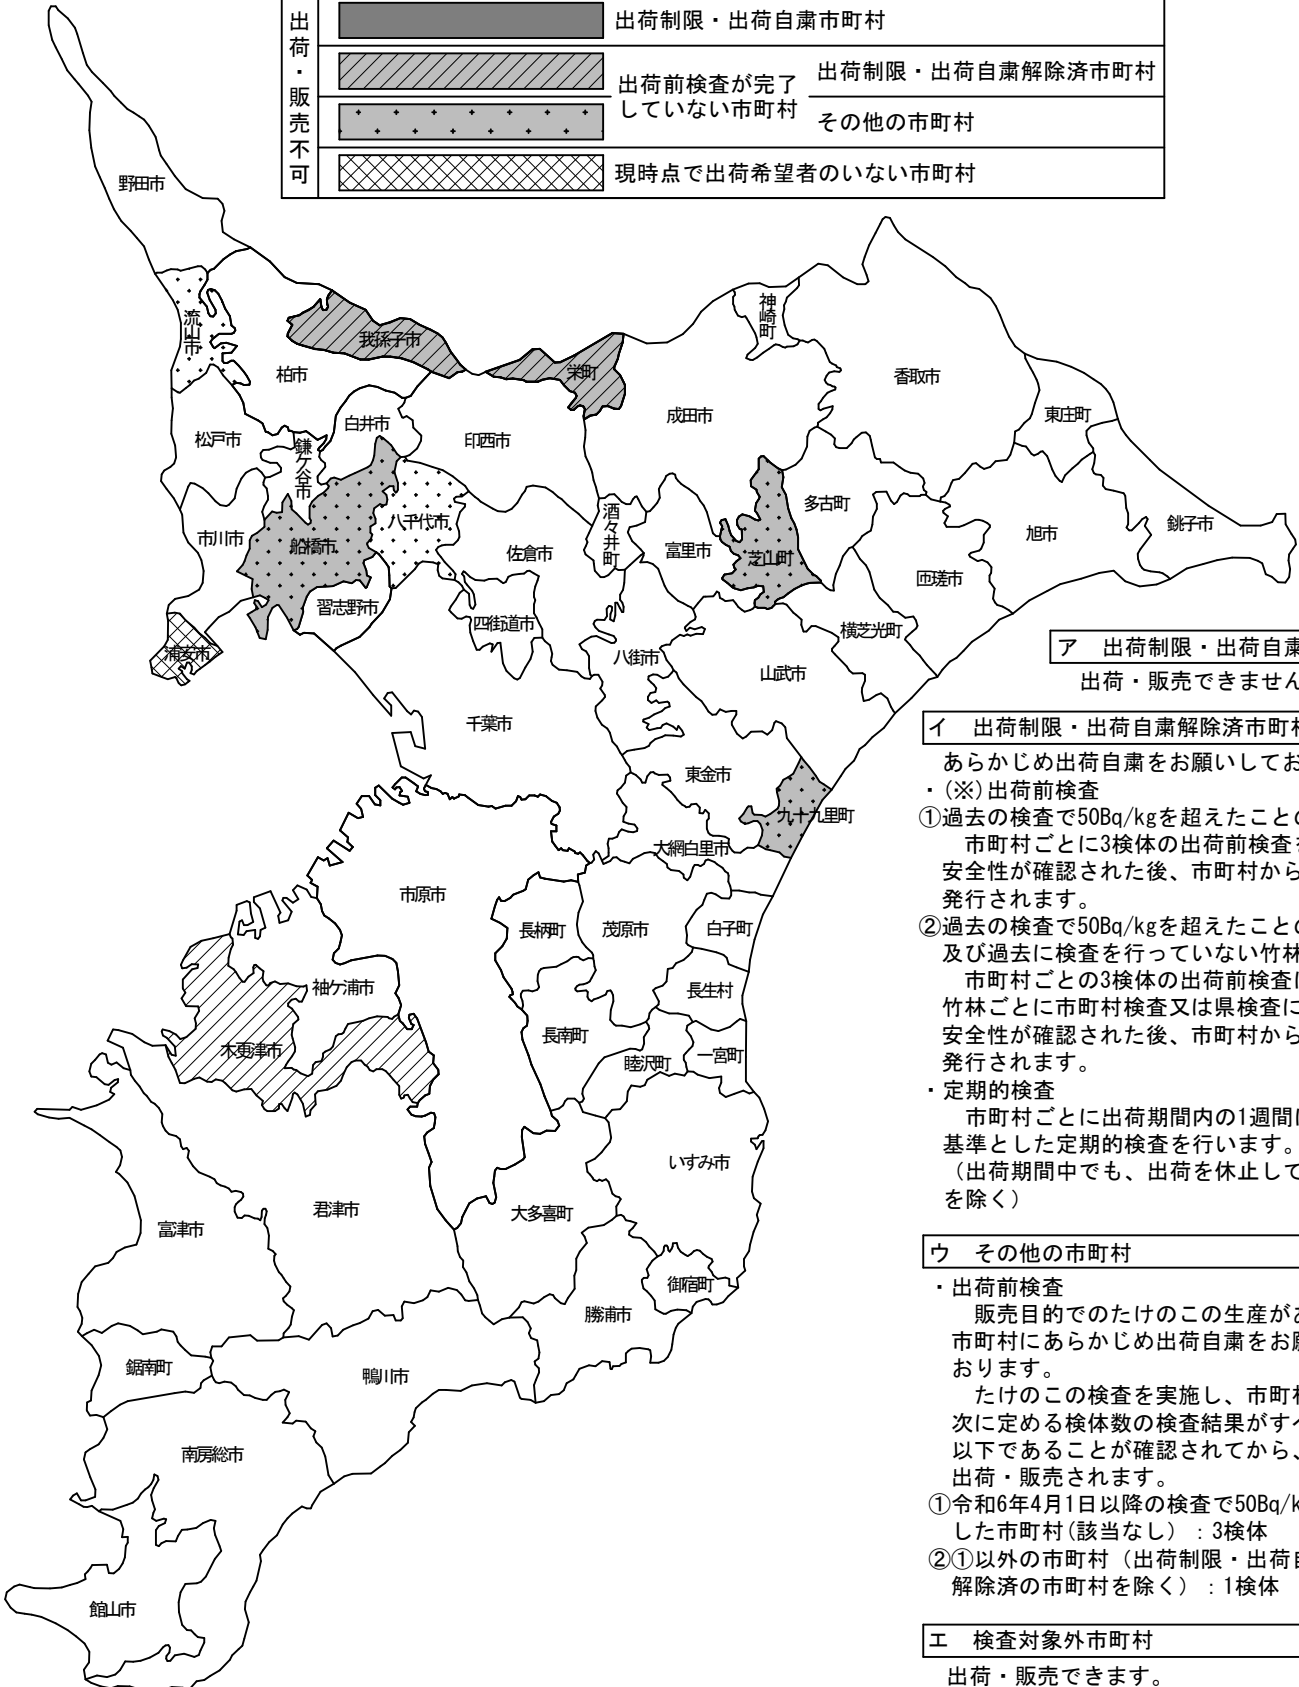 出荷・販売不可
出荷制限・出荷自粛市町村
出荷前検査が完了
していない市町村
出荷制限・出荷自粛解除済市町村
その他の市町村
現時点で出荷希望者のいない市町村
野田市
流山市
我孫子市
柏市
栄町
神崎町
香取市
成田市
東庄町
松戸市
鎌ケ谷市
白井市
印西市
多古町
酒々井町
旭市
銚子市
市川市
船橋市
八千代市
佐倉市
富里市
芝山町
匝瑳市
習志野市
四街道市
横芝光町
浦安市
八街市
山武市
千葉市
東金市
九十九里町
大網白里市
市原市
長柄町
茂原市
白子町
袖ケ浦市
長生村
木更津市
長南町
睦沢町
一宮町
いすみ市
君津市
大多喜町
富津市
御宿町
勝浦市
鋸南町
鴨川市
南房総市
館山市
ア 出荷制限・出荷自粛
出荷・販売できません
イ 出荷制限・出荷自粛解除済市町村
あらかじめ出荷自粛をお願いしてお
・(※)出荷前検査
①過去の検査で50Bq/kgを超えたことの
市町村ごとに3検体の出荷前検査を
安全性が確認された後、市町村から
発行されます。
②過去の検査で50Bq/kgを超えたことの
及び過去に検査を行っていない竹林
市町村ごとの3検体の出荷前検査に
竹林ごとに市町村検査又は県検査に
安全性が確認された後、市町村から
発行されます。
・定期的検査
市町村ごとに出荷期間内の1週間に
基準とした定期的検査を行います。
（出荷期間中でも、出荷を休止して
を除く）
ウ その他の市町村
・出荷前検査
販売目的でのたけのこの生産があ
市町村にあらかじめ出荷自粛をお願
おります。
たけのこの検査を実施し、市町村
次に定める検体数の検査結果がすべ
以下であることが確認されてから、
出荷・販売されます。
①令和6年4月1日以降の検査で50Bq/k
した市町村(該当なし）：3検体
②①以外の市町村（出荷制限・出荷自
解除済の市町村を除く）：1検体
エ 検査対象外市町村
出荷・販売できます。